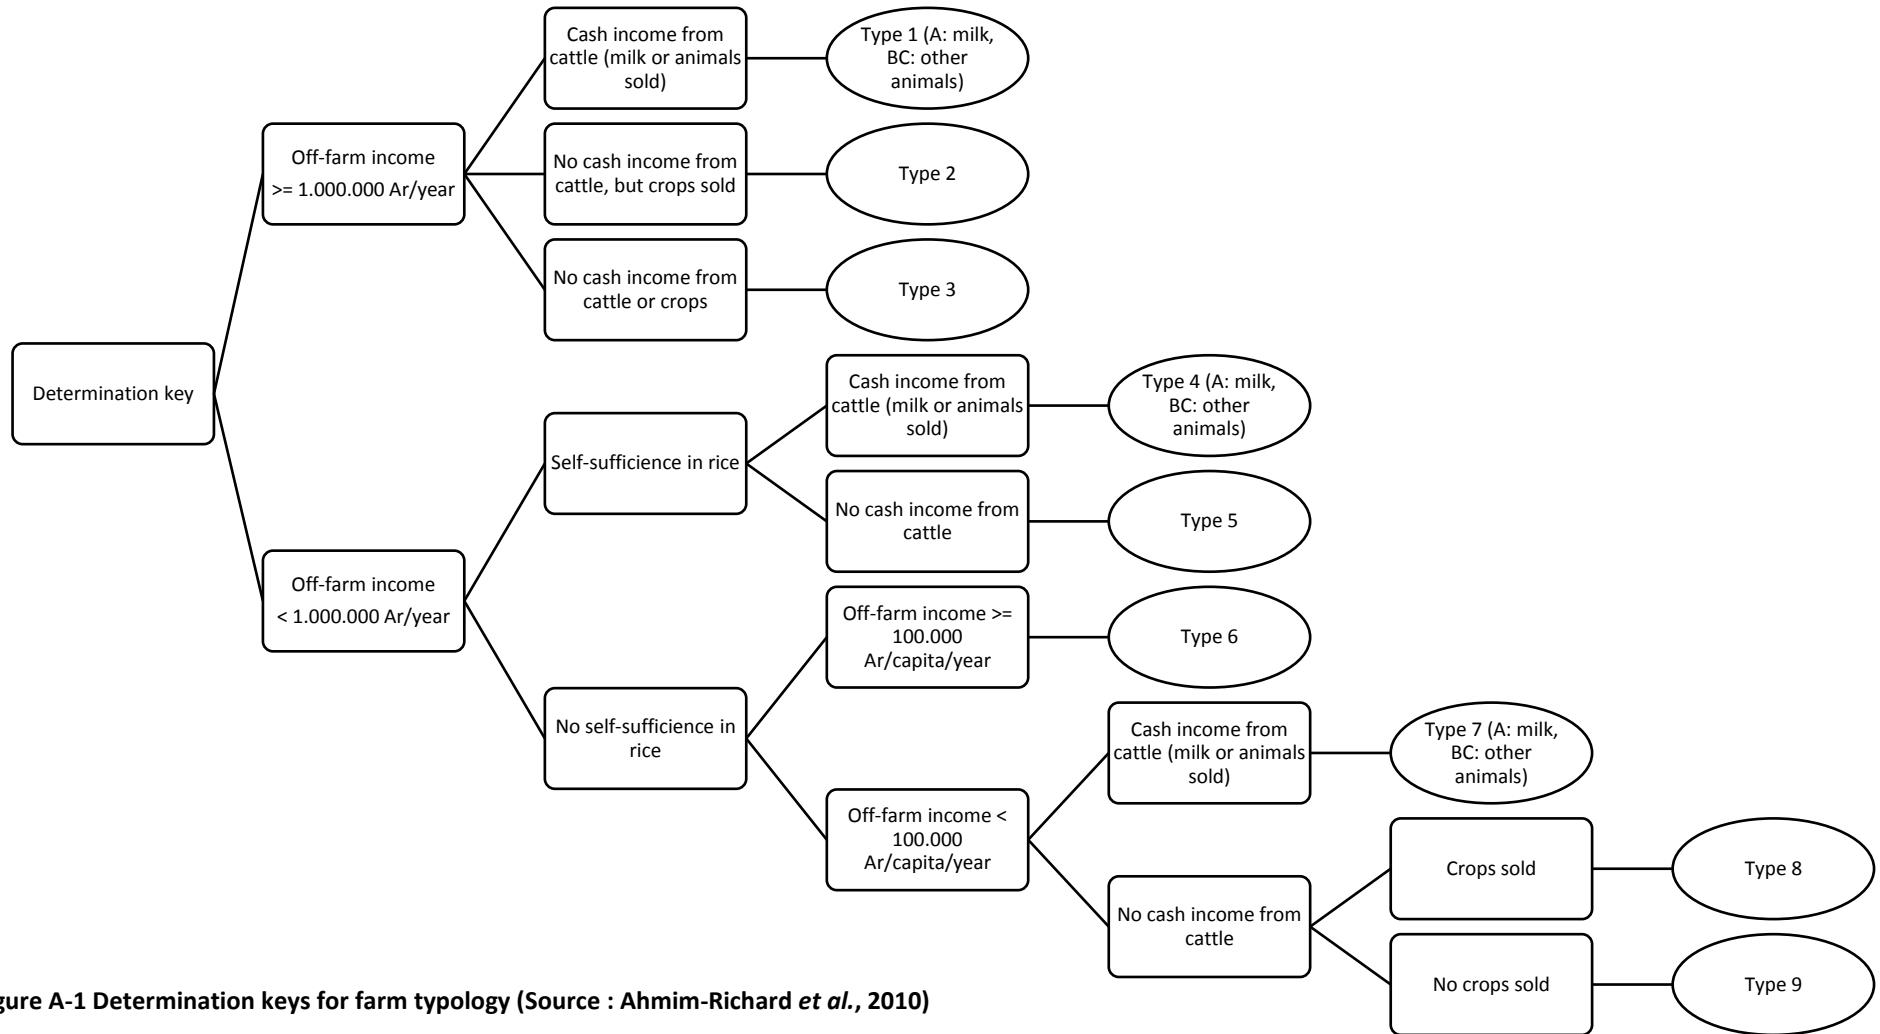 Cash income from
cattle (milk or animals
sold)
Type 1 (A: milk,
BC: other
animals)
Off-farm income
>= 1.000.000 Ar/year
No cash income from
cattle, but crops sold
Type 2
No cash income from
cattle or crops
Type 3
Determination key
Cash income from
cattle (milk or animals
sold)
Type 4 (A: milk,
BC: other
animals)
Self-sufficience in rice
No cash income from
cattle
Type 5
Off-farm income
< 1.000.000 Ar/year
Off-farm income >=
100.000
Ar/capita/year
Type 6
No self-sufficience in
rice
Cash income from
cattle (milk or animals
sold)
Type 7 (A: milk,
BC: other
animals)
Off-farm income <
100.000
Ar/capita/year
Crops sold
Type 8
No cash income from
cattle
No crops sold
Type 9
gure A-1 Determination keys for farm typology (Source : Ahmim-Richard et al., 2010)